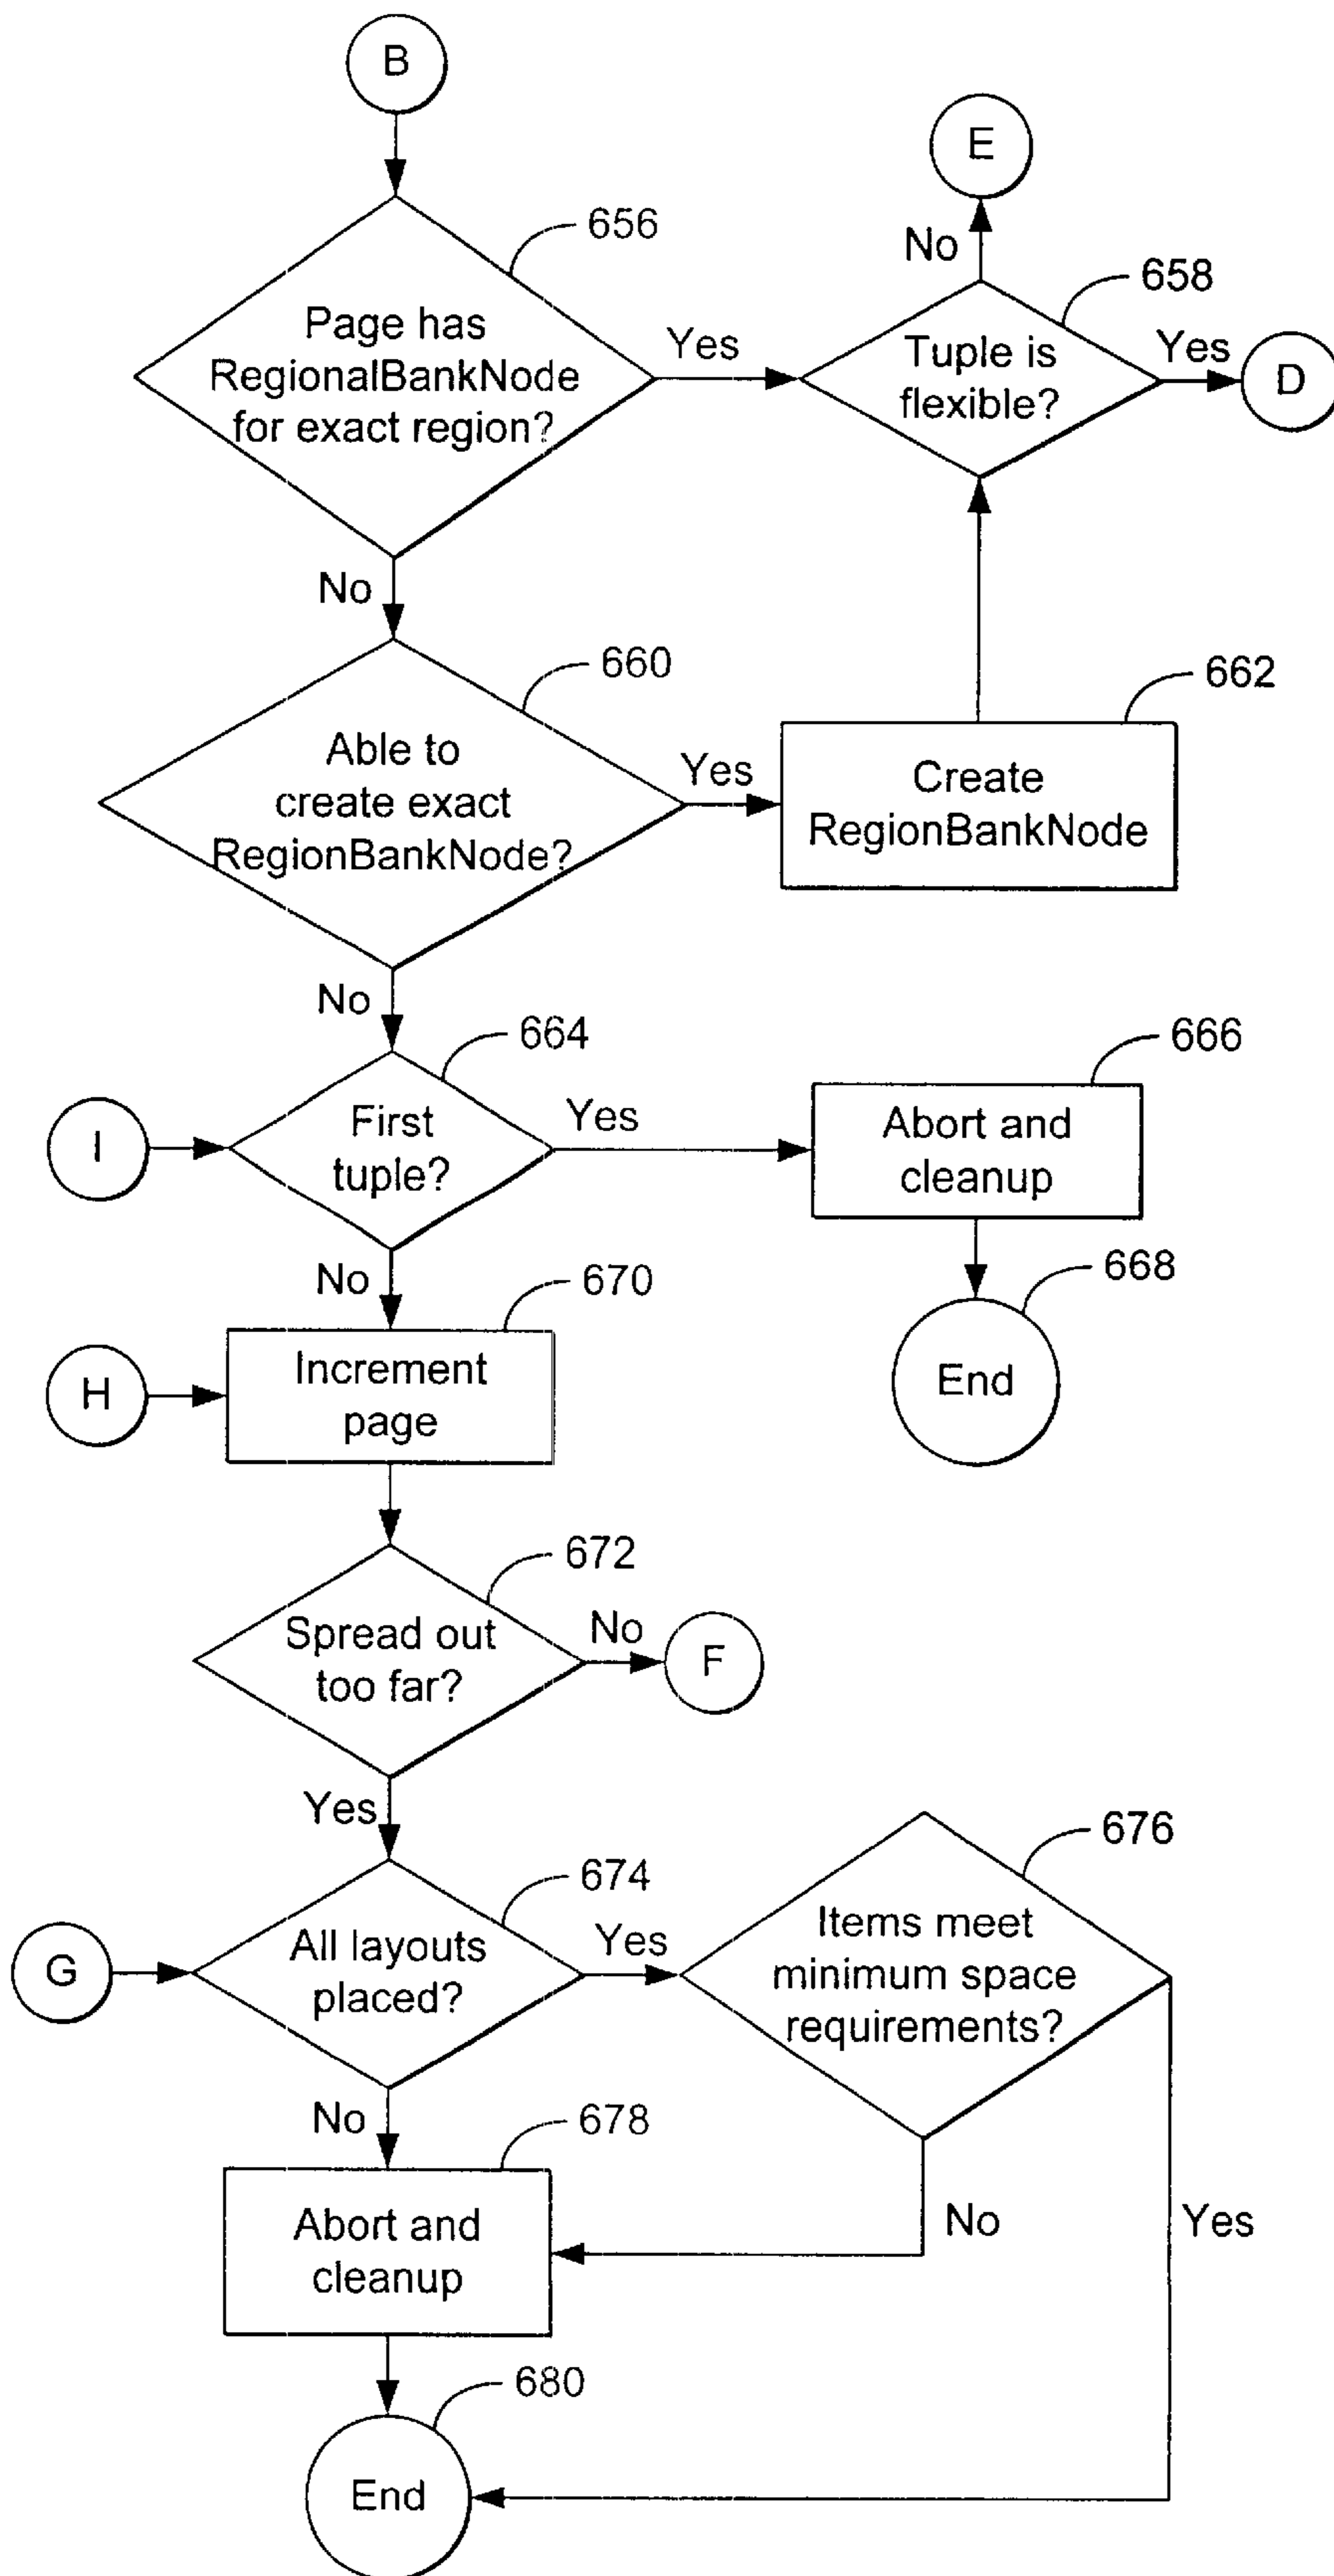 B
E
656
No
658
Page has
RegionalBankNode
for exact region?
Yes
Tuple is
flexible?
Yes
D
No
660
662
Able to
create exact
RegionBankNode?
Yes
Create
RegionBankNode
No
664
666
I
First
tuple?
Yes
Abort and
cleanup
No
670
668
H
Increment
page
End
672
Spread out
too far?
No
F
Yes
674
676
G
All layouts
placed?
Yes
Items meet
minimum space
requirements?
No
678
Abort and
cleanup
No
Yes
680
End